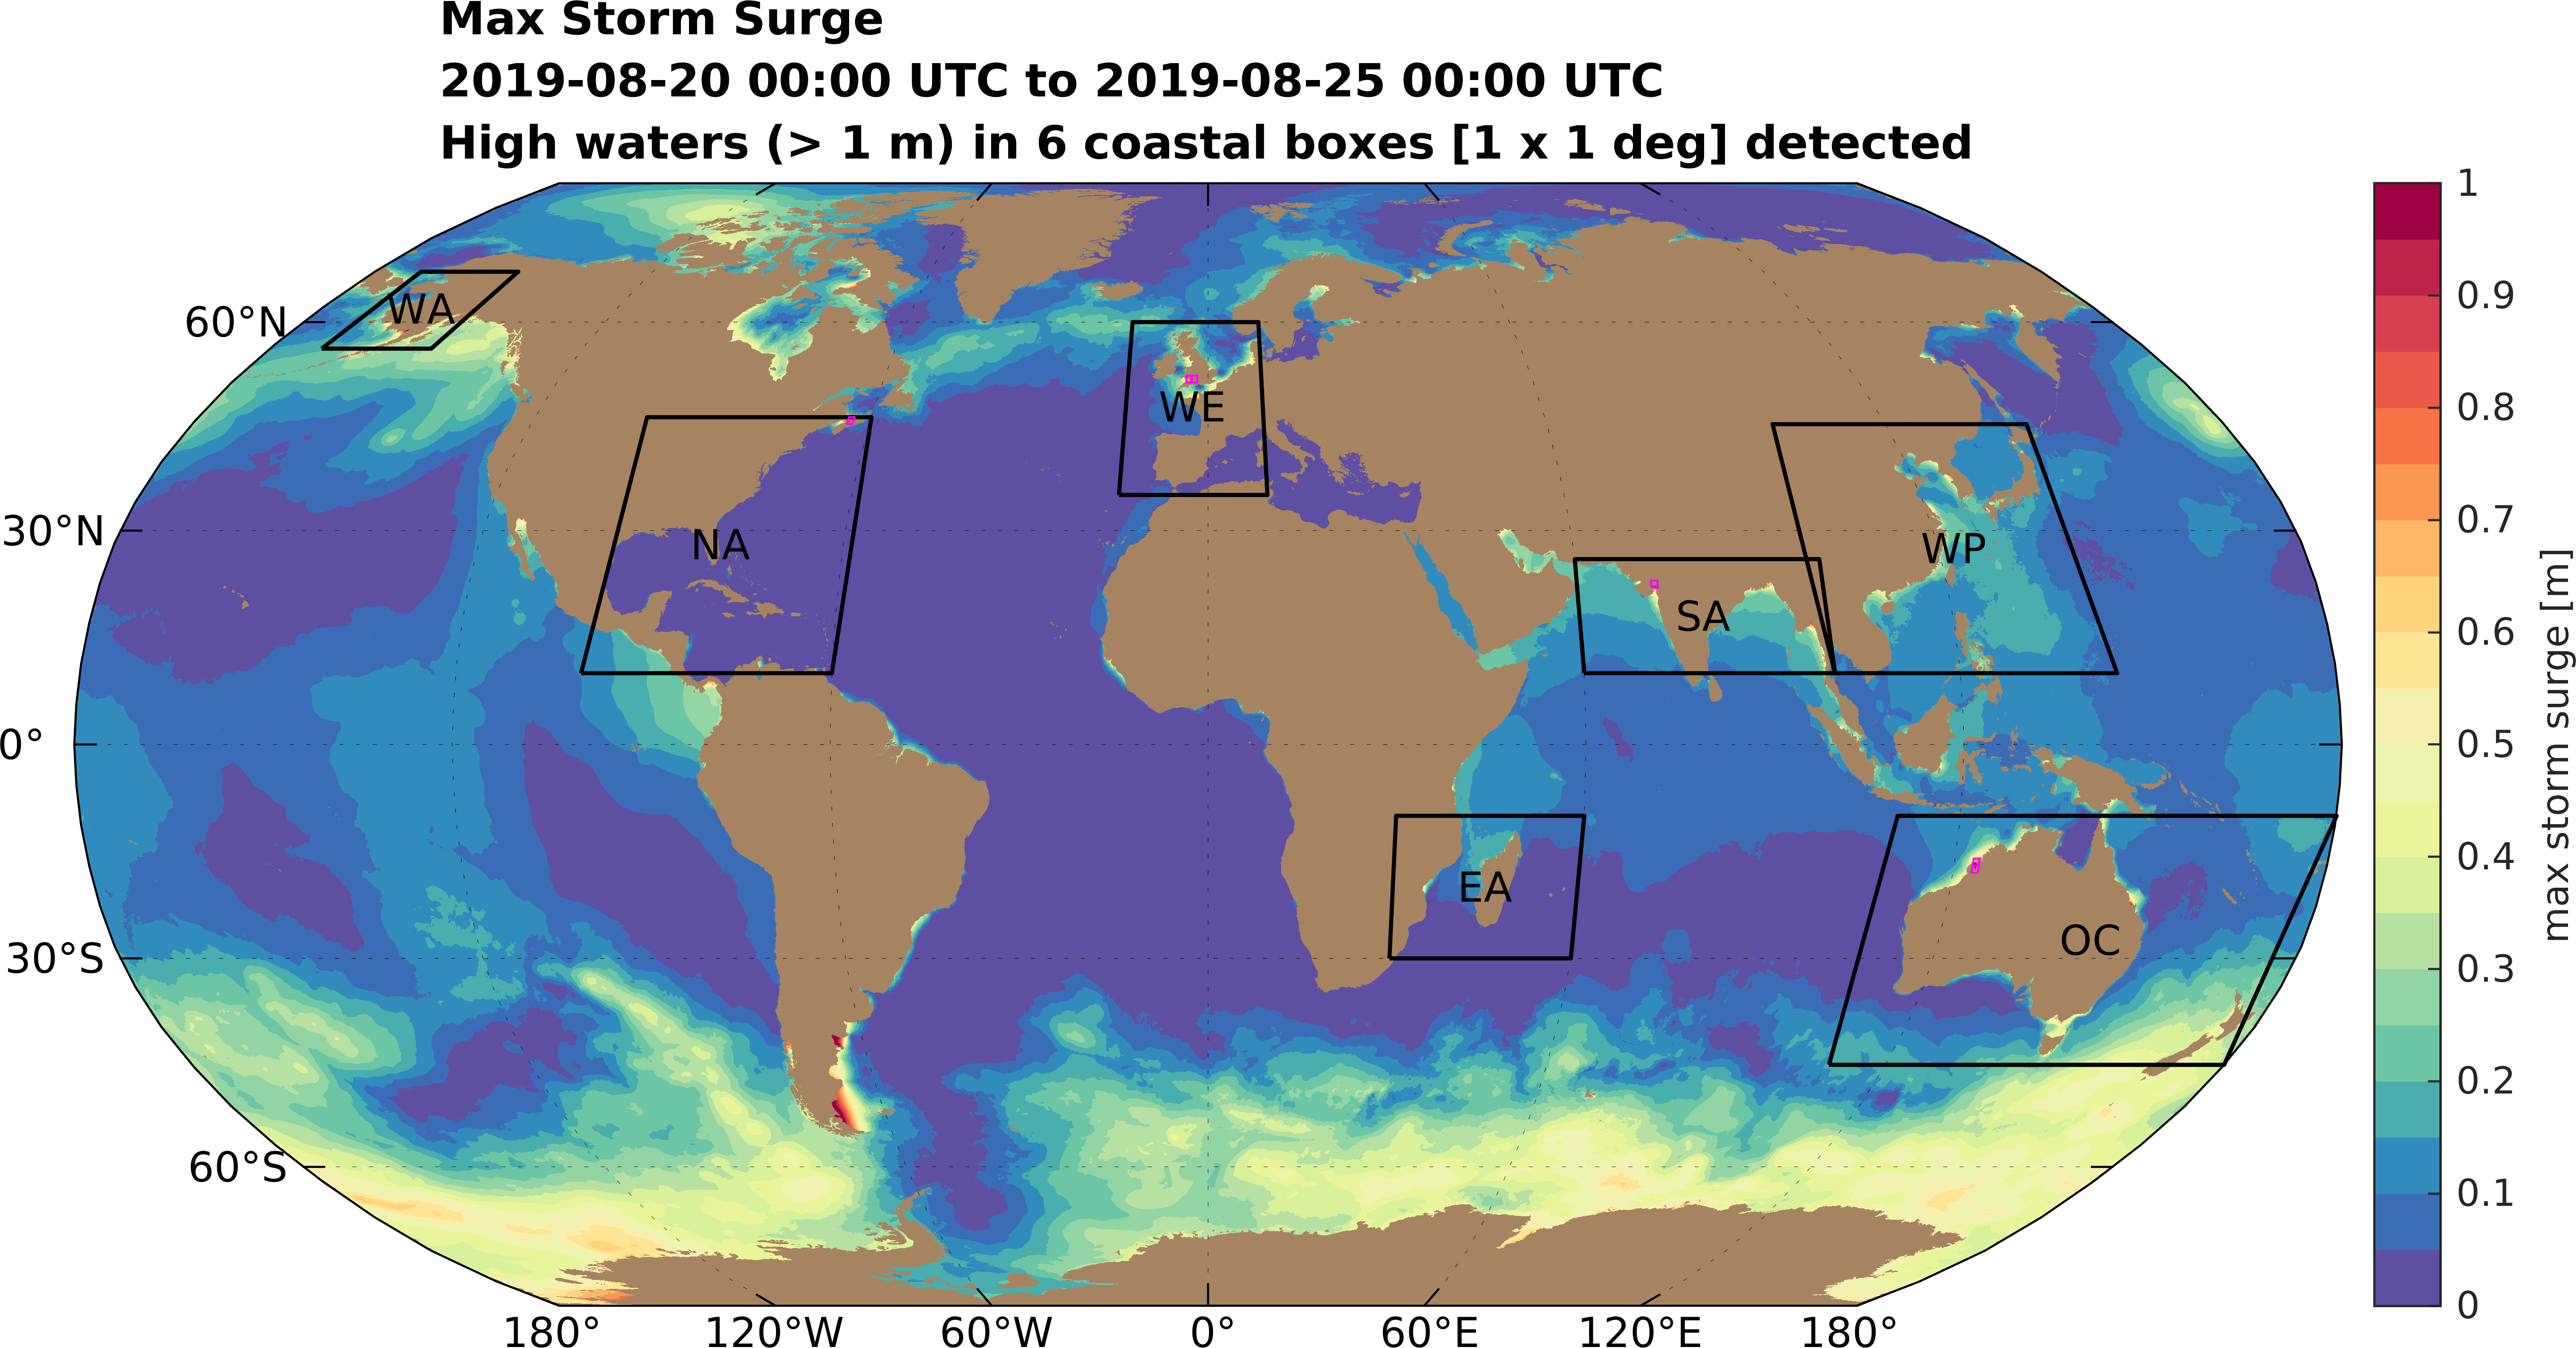 Max Storm Surge
2019-08-20 00:00 UTC to 2019-08-25 00:00 UTC
High waters (> 1 m) in 6 coastal boxes [1 x 1 deg] detected
60°N
30°N
0°
30°S
60°S
WA
NA
WE
SA
WP
EA
OC
180°
120°W
60°W
0°
60°E
120°E
180°
1
0.9
0.8
0.7
0.6
0.5
0.4
0.3
0.2
0.1
0
max storm surge [m]